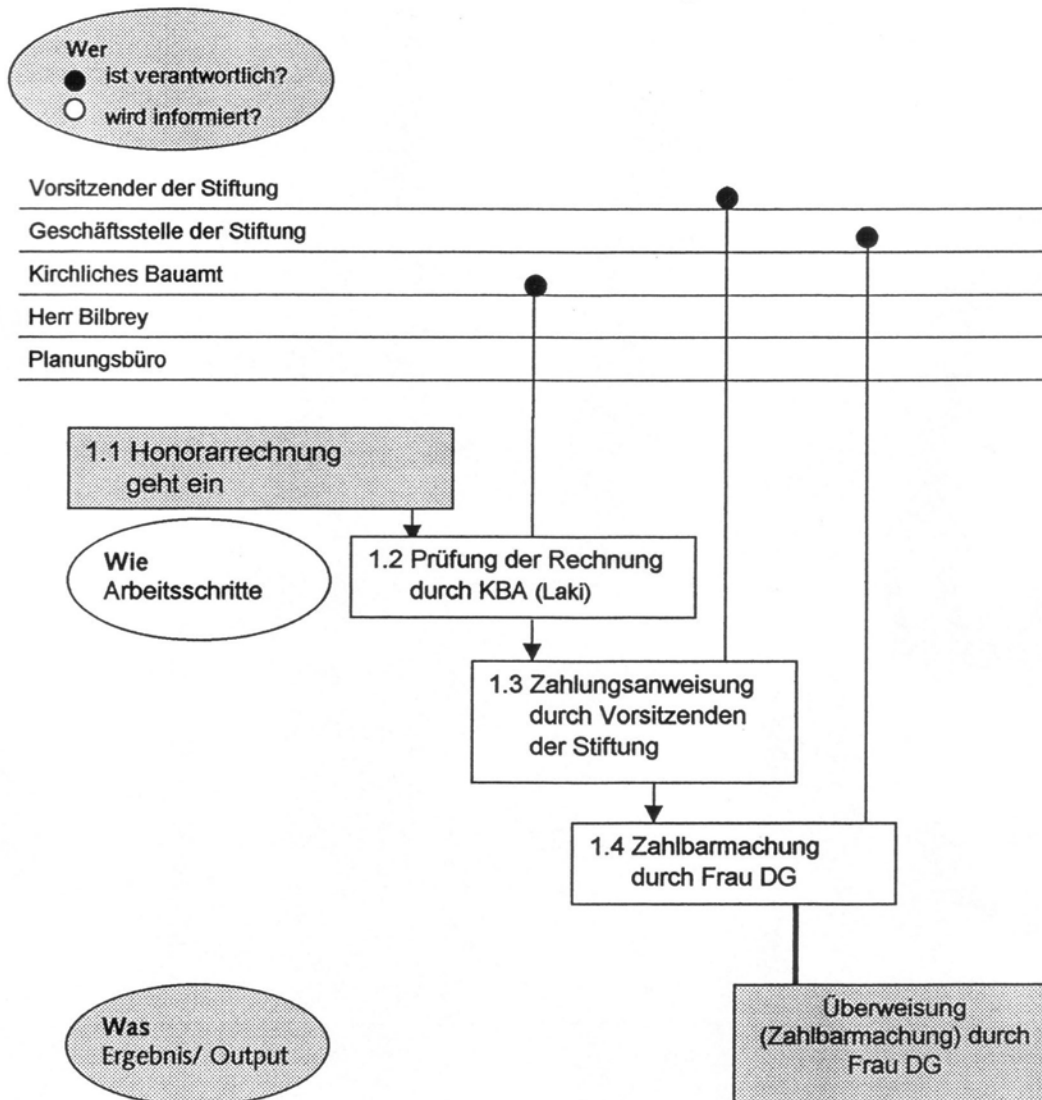 Wer
ist verantwortlich?
wird informiert?
Vorsitzender der Stiftung
Geschäftsstelle der Stiftung
Kirchliches Bauamt
Herr Bilbrey
Planungsbüro
1.1 Honorarrechnung
geht ein
Wie
Arbeitsschritte
1.2 Prüfung der Rechnung
durch KBA (Laki)
1.3 Zahlungsanweisung
durch Vorsitzenden
der Stiftung
1.4 Zahlbarmachung
durch Frau DG
Was
Ergebnis/ Output
Überweisung
(Zahlbarmachung) durch
Frau DG